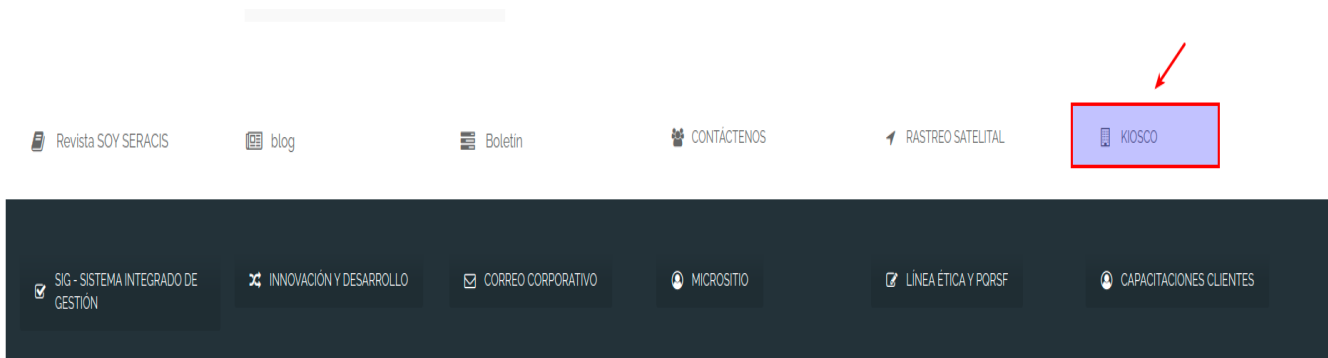 Revista SOY SERACIS
blog
Boletín
CONTÁCTENOS
RASTREO SATELITAL
KIOSCO
SIG - SISTEMA INTEGRADO DE
GESTIÓN
INNOVACIÓN Y DESARROLLO
CORREO CORPORATIVO
MICROSITIO
LÍNEA ÉTICA Y PQRSF
CAPACITACIONES CLIENTES